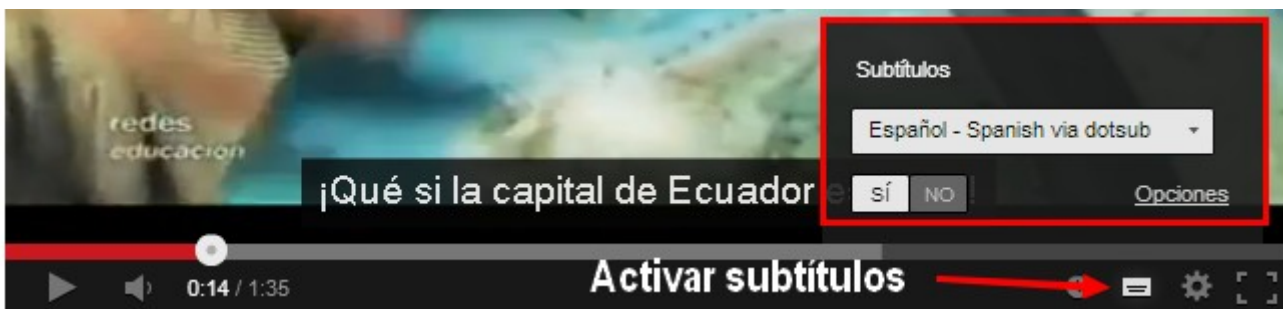 redes
educacion
Subtítulos
Español - Spanish via dotsub
¡Qué si la capital de Ecuador
SÍ NO Opciones
0:14 / 1:35
Activar subtítulos